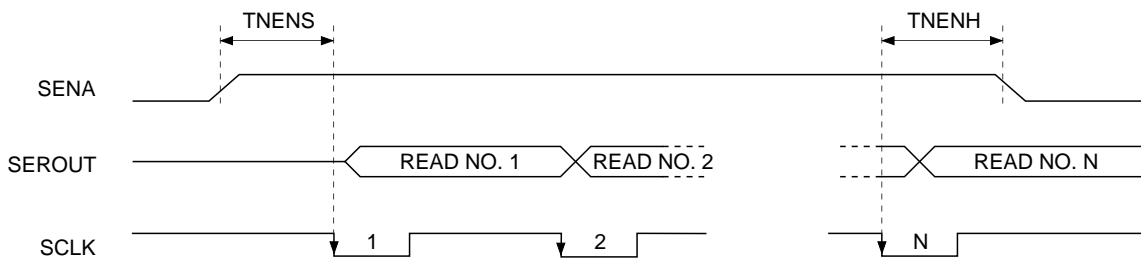 TNENS TNENH
SENA
SEROUT READ NO. 1 READ NO. 2 READ NO. N
SCLK 1 2 N